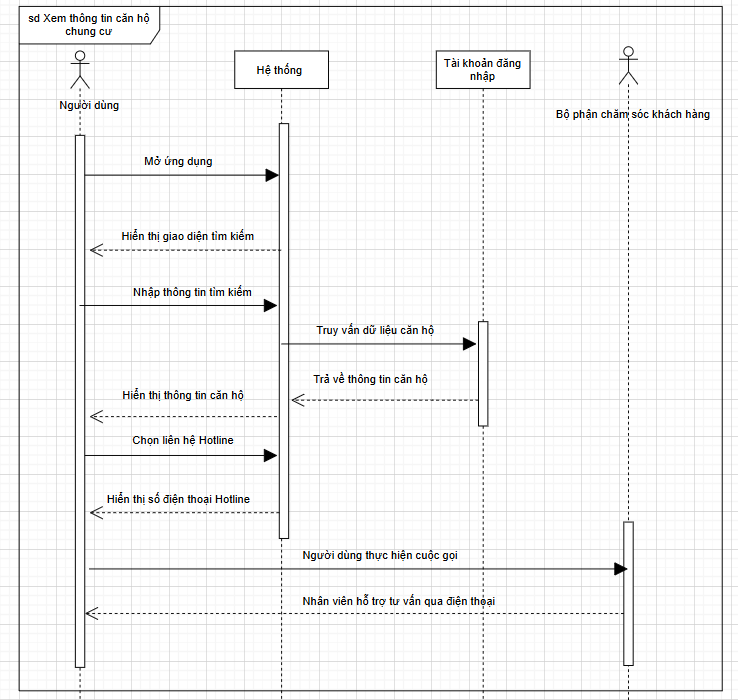 sd Xem thông tin căn hộ
chung cư
Người dùng
Hệ thống
Tài khoản đăng
nhập
Bộ phận chăm sóc khách hàng
Mở ứng dụng
Hiển thị giao diện tìm kiếm
Nhập thông tin tìm kiếm
Truy vấn dữ liệu căn hộ
Trả về thông tin căn hộ
Hiển thị thông tin căn hộ
Chọn liên hệ Hotline
Hiển thị số điện thoại Hotline
Người dùng thực hiện cuộc gọi
Nhân viên hỗ trợ tư vấn qua điện thoại